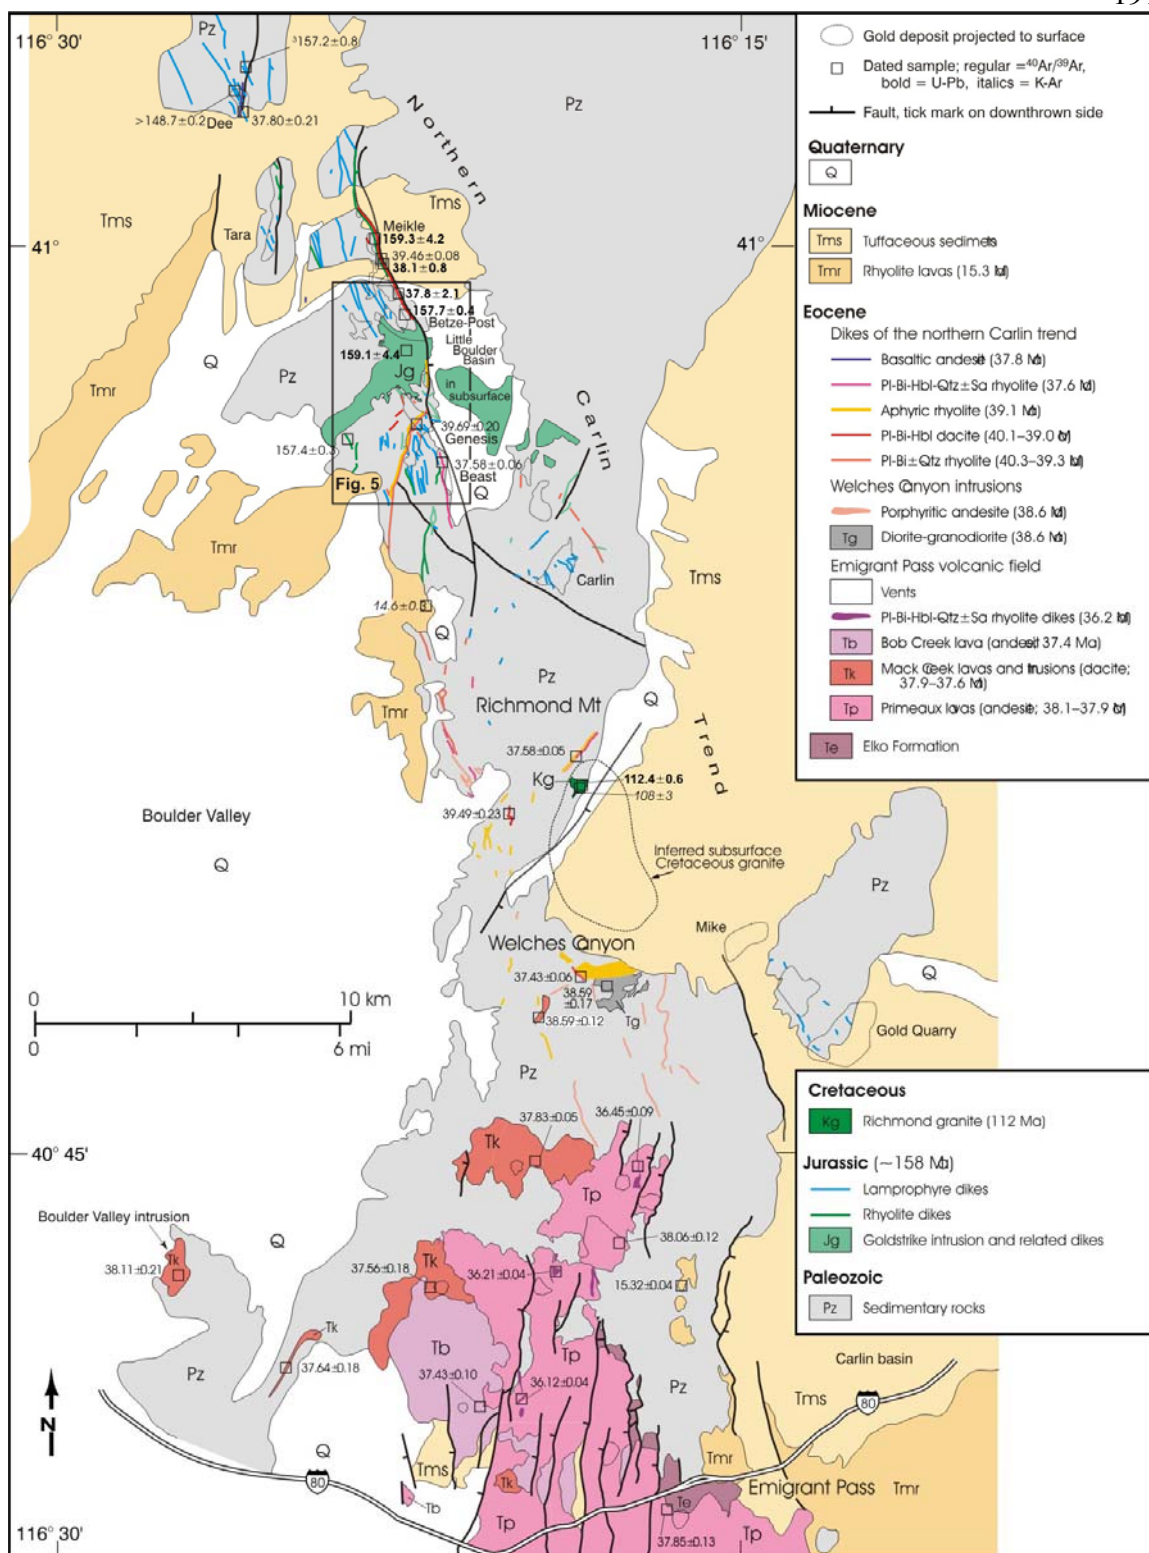 116° 30'
Pz
³157.2±0.8
116° 15'
>148.7±0.2
Dee
37.80±0.21
Northern
Pz
Tms
Tara
Tms
Meikle
159.3±4.2
39.46±0.08
38.1±0.8
41°
41°
37.8±2.1
157.7±0.4
Betze-Post
Little
Boulder
Basin
159.1±4.4
Jg
in
subsurface
Q
Pz
Tmr
39.69±0.20
Genesis
157.4±0.3
37.58±0.06
Beast
Q
Fig. 5
Carlin
Tmr
Carlin
Tms
14.6±0.3
Q
Pz
Richmond Mt
Q
Tmr
Trend
37.58±0.05
Kg
112.4±0.6
108±3
39.49±0.23
Boulder Valley
Q
Inferred subsurface
Cretaceous granite
Pz
Mike
Welches Canyon
Q
37.43±0.06
38.59
±0.17
38.59±0.12
Tg
Gold Quarry
0 10 km
0 6 mi
Pz
37.83±0.05
36.45±0.09
Tk
40° 45'
Tp
Boulder Valley intrusion
Q
38.06±0.12
Tk
38.11±0.21
Tk
37.56±0.18
36.21±0.04
15.32±0.04
Tk
Tb
Tp
37.64±0.18
Pz
37.43±0.10
36.12±0.04
Pz
Carlin basin
Tms
80
N
Q
Tms
Tmr
80
Tk
Emigrant Pass
Tmr
Tb
Te
116° 30'
Tp
37.85±0.13
Tp
Gold deposit projected to surface
Dated sample; regular =⁴⁰Ar/³⁹Ar,
bold = U-Pb, italics = K-Ar
Fault, tick mark on downthrown side
Quaternary
Q
Miocene
Tms Tuffaceous sediments
Tmr Rhyolite lavas (15.3 Ma)
Eocene
Dikes of the northern Carlin trend
Basaltic andesite (37.8 Ma)
Pl-Bi-Hbl-Qtz±Sa rhyolite (37.6 Ma)
Aphyric rhyolite (39.1 Ma)
Pl-Bi-Hbl dacite (40.1–39.0 Ma)
Pl-Bi±Qtz rhyolite (40.3–39.3 Ma)
Welches Canyon intrusions
Porphyritic andesite (38.6 Ma)
Tg Diorite-granodiorite (38.6 Ma)
Emigrant Pass volcanic field
Vents
Pl-Bi-Hbl-Qtz±Sa rhyolite dikes (36.2 Ma)
Tb Bob Creek lava (andesite; 37.4 Ma)
Tk Mack Creek lavas and intrusions (dacite;
37.9–37.6 Ma)
Tp Primeaux lavas (andesite; 38.1–37.9 Ma)
Te Elko Formation
Cretaceous
Kg Richmond granite (112 Ma)
Jurassic (~158 Ma)
Lamprophyre dikes
Rhyolite dikes
Jg Goldstrike intrusion and related dikes
Paleozoic
Pz Sedimentary rocks